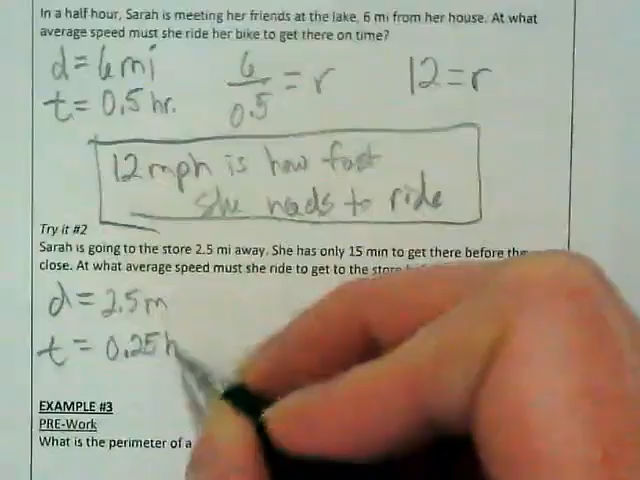 In a half hour, Sarah is meeting her friends at the lake, 6 mi from her house. At what
average speed must she ride her bike to get there on time?
d = 6 mi
t = 0.5 hr.
6/0.5 = r
12 = r
12 mph is how fast
she needs to ride
Try it #2
Sarah is going to the store 2.5 mi away. She has only 15 min to get there before the
close. At what average speed must she ride to get to the store
d = 2.5 m
t = 0.25 h
EXAMPLE #3
PRE-Work
What is the perimeter of a